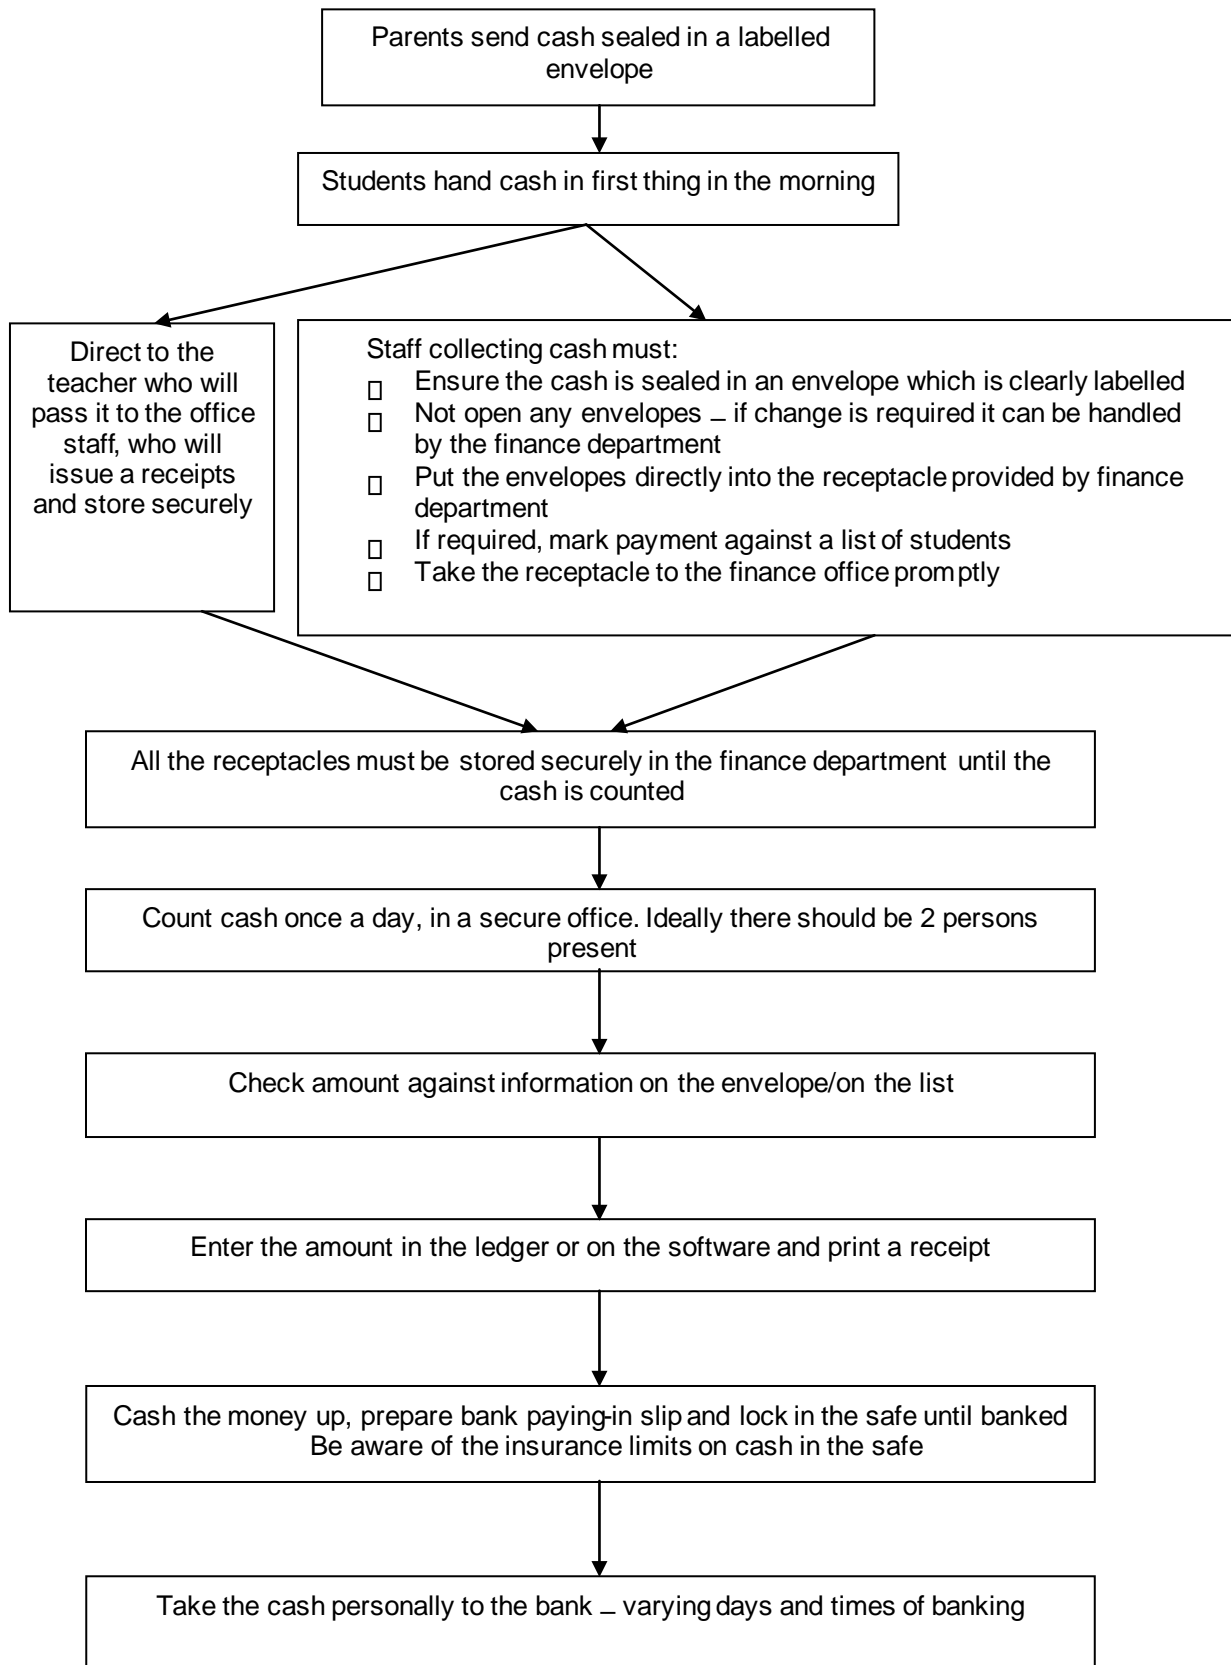 Parents send cash sealed in a labelled
envelope
Students hand cash in first thing in the morning
Direct to the
teacher who will
pass it to the office
staff, who will
issue a receipts
and store securely
Staff collecting cash must:
Ensure the cash is sealed in an envelope which is clearly labelled
Not open any envelopes – if change is required it can be handled
by the finance department
Put the envelopes directly into the receptacle provided by finance
department
If required, mark payment against a list of students
Take the receptacle to the finance office promptly
All the receptacles must be stored securely in the finance department until the
cash is counted
Count cash once a day, in a secure office. Ideally there should be 2 persons
present
Check amount against information on the envelope/on the list
Enter the amount in the ledger or on the software and print a receipt
Cash the money up, prepare bank paying-in slip and lock in the safe until banked
Be aware of the insurance limits on cash in the safe
Take the cash personally to the bank – varying days and times of banking